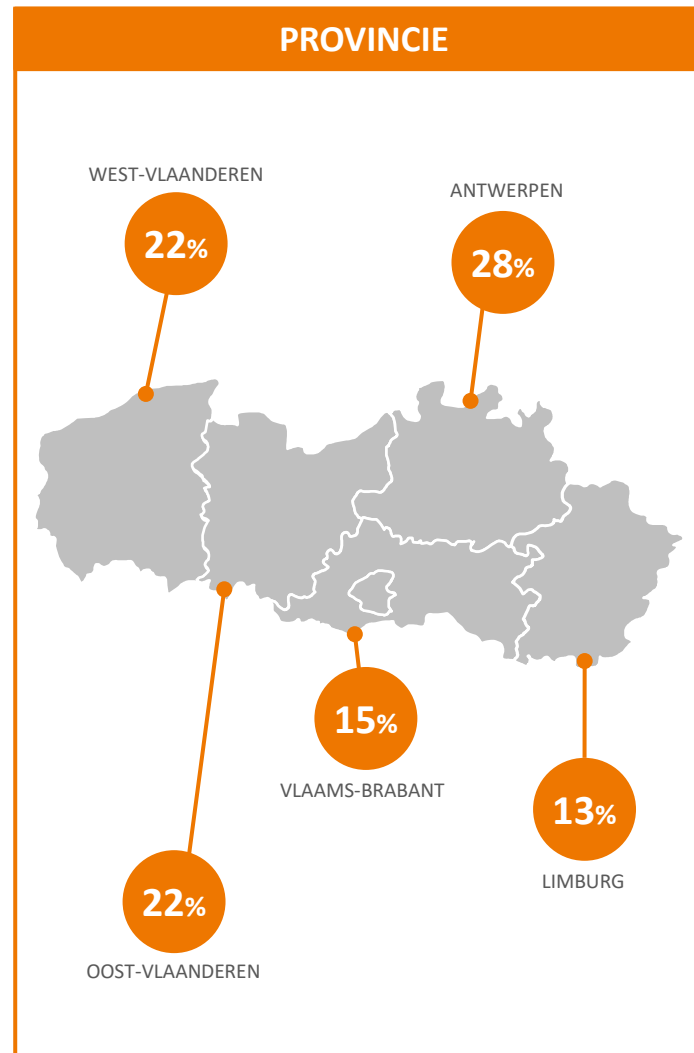 PROVINCIE
WEST-VLAANDEREN
22%
ANTWERPEN
28%
15%
VLAAMS-BRABANT
13%
LIMBURG
22%
OOST-VLAANDEREN